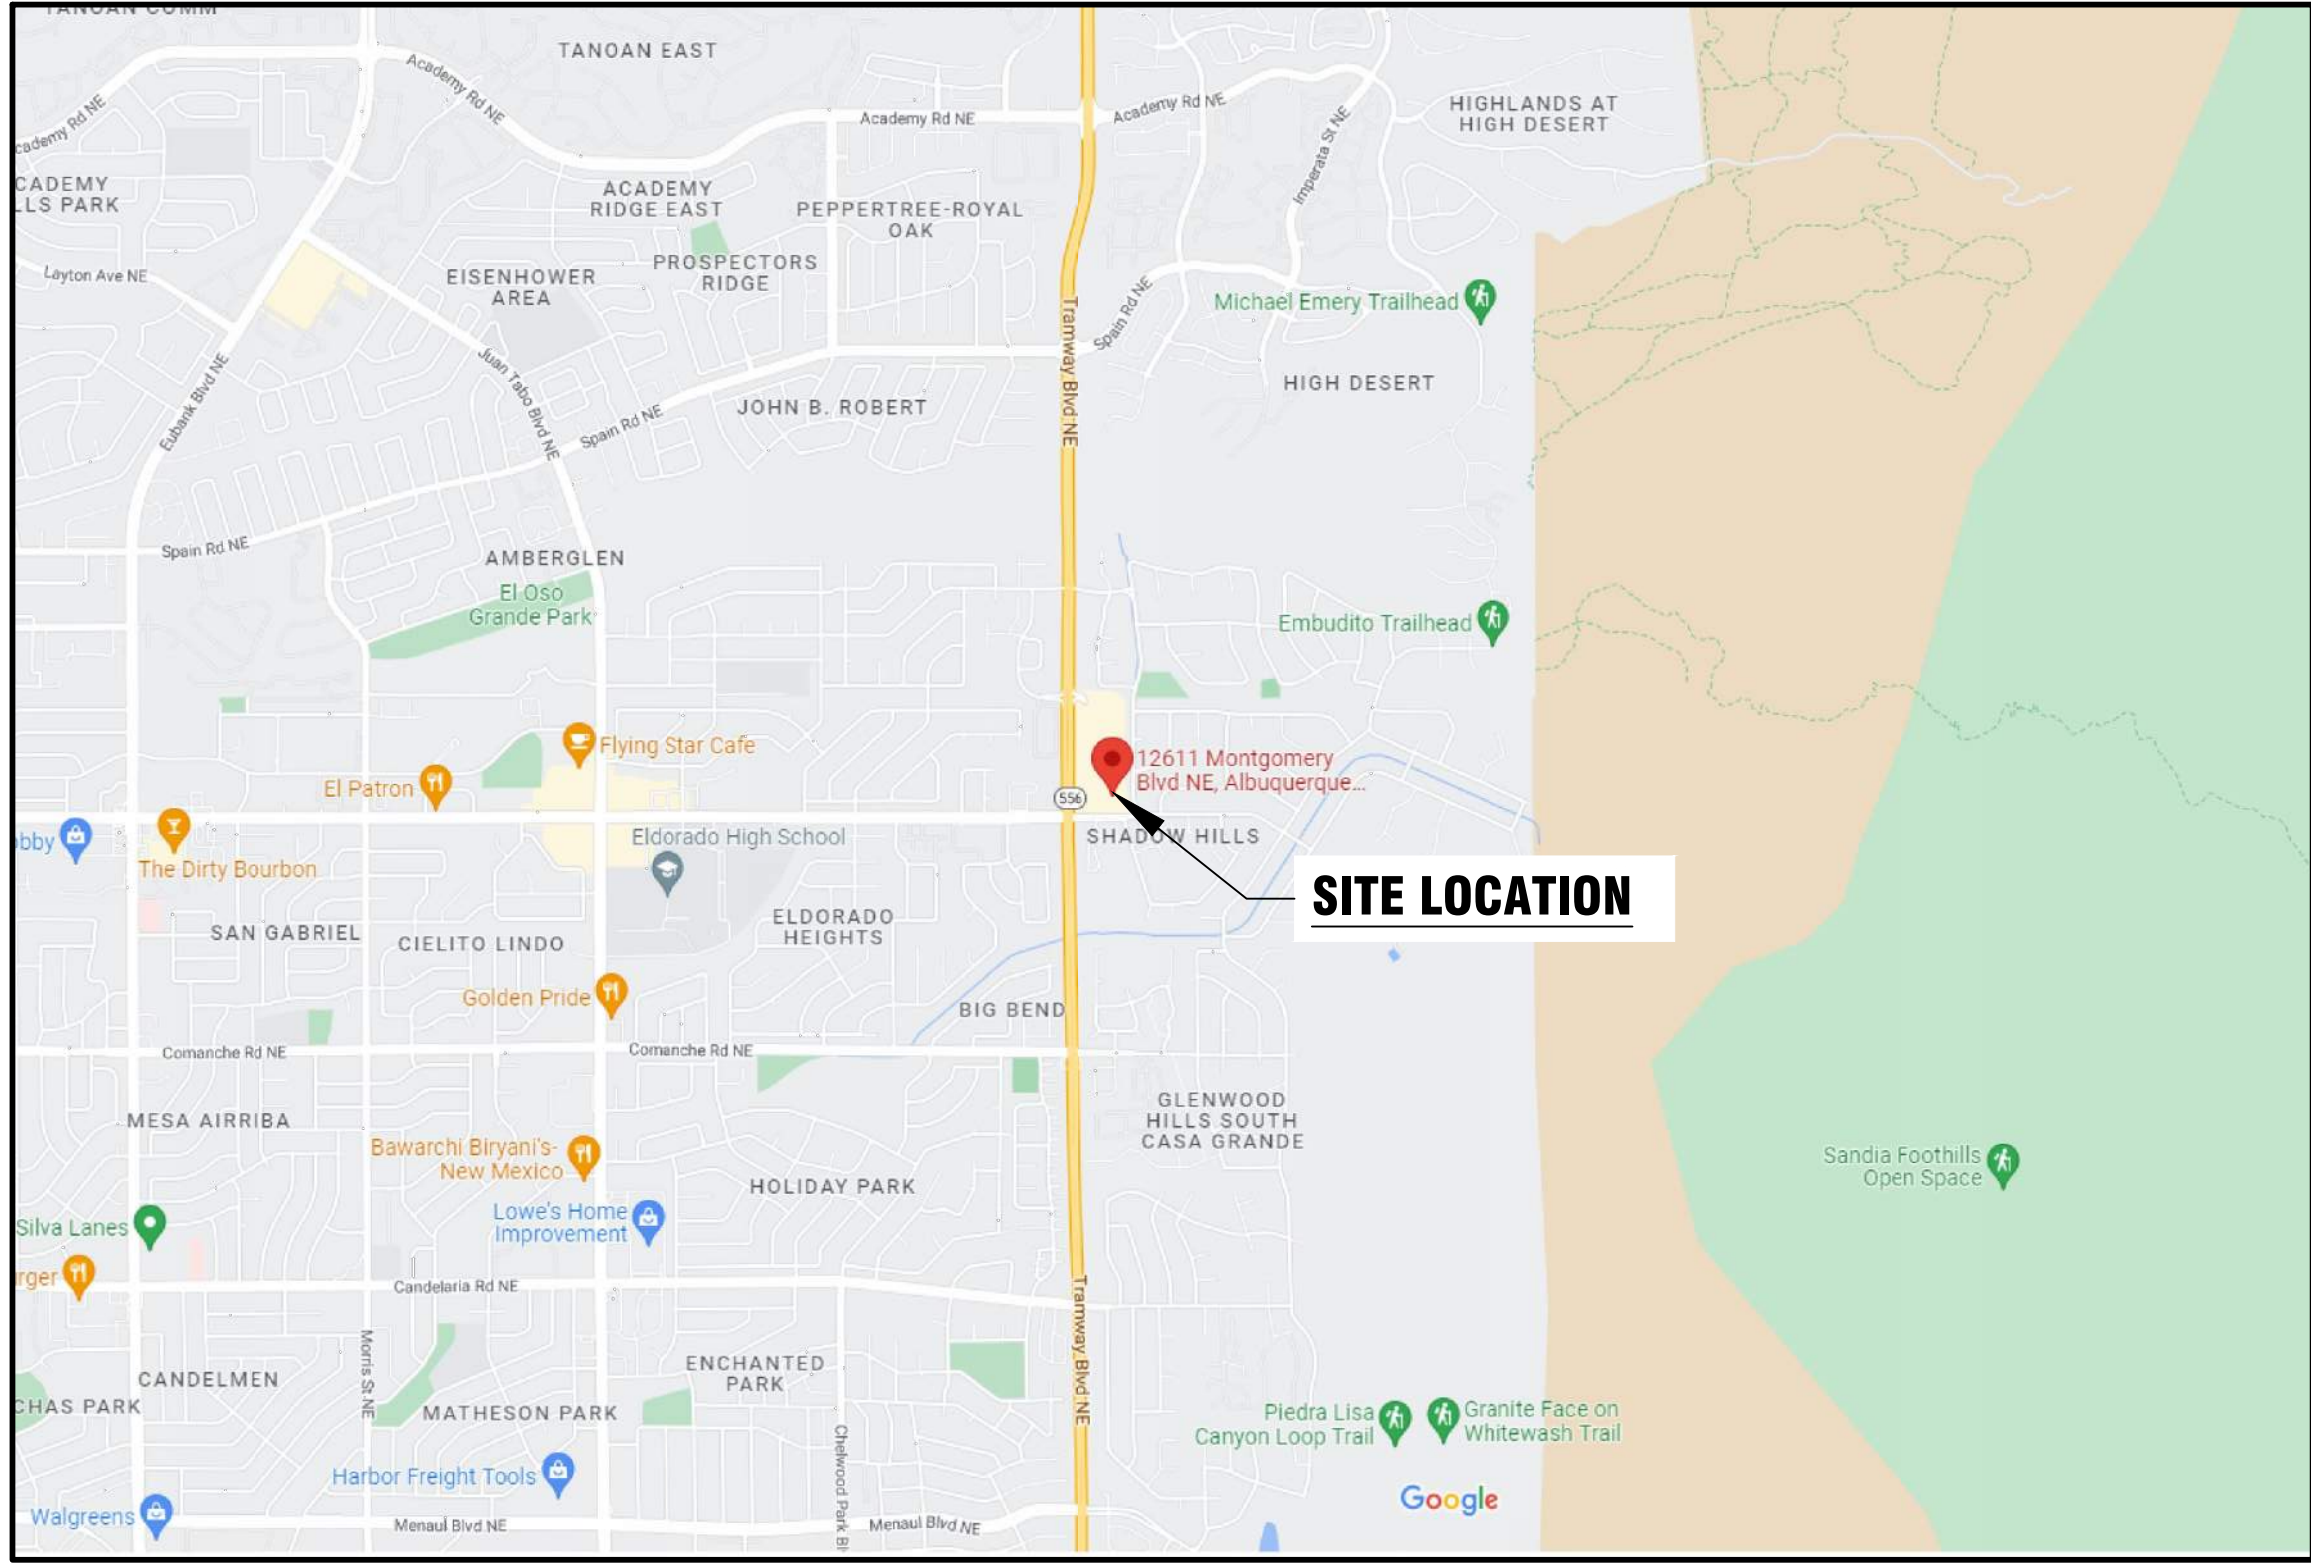 TANOAN COMM
TANOAN EAST
Academy Rd NE
Academy Rd NE
Academy Rd NE
cademy Rd NE
Imperata St NE
HIGHLANDS AT
HIGH DESERT
CADEMY
LLS PARK
ACADEMY
RIDGE EAST
PEPPERTREE-ROYAL
OAK
Layton Ave NE
EISENHOWER
AREA
PROSPECTORS
RIDGE
Spain Rd NE
Michael Emery Trailhead
Tramway Blvd NE
Eubank Blvd NE
Juan Tabo Blvd NE
HIGH DESERT
JOHN B. ROBERT
Spain Rd NE
Spain Rd NE
AMBERGLEN
El Oso
Grande Park
Embudito Trailhead
Flying Star Cafe
12611 Montgomery
Blvd NE, Albuquerque...
El Patron
556
obby
Eldorado High School
SHADOW HILLS
The Dirty Bourbon
SITE LOCATION
SAN GABRIEL
CIELITO LINDO
ELDORADO
HEIGHTS
Golden Pride
BIG BEND
Comanche Rd NE
Comanche Rd NE
MESA AIRRIBA
GLENWOOD
HILLS SOUTH
CASA GRANDE
Bawarchi Biryani's-
New Mexico
Sandia Foothills
Open Space
HOLIDAY PARK
Silva Lanes
Lowe's Home
Improvement
rger
Candelaria Rd NE
Tramway Blvd NE
Morris St NE
ENCHANTED
PARK
CANDELMEN
CHAS PARK
MATHESON PARK
Piedra Lisa
Canyon Loop Trail
Granite Face on
Whitewash Trail
Chelwood Park Bl
Harbor Freight Tools
Google
Walgreens
Menaul Blvd NE
Menaul Blvd NE